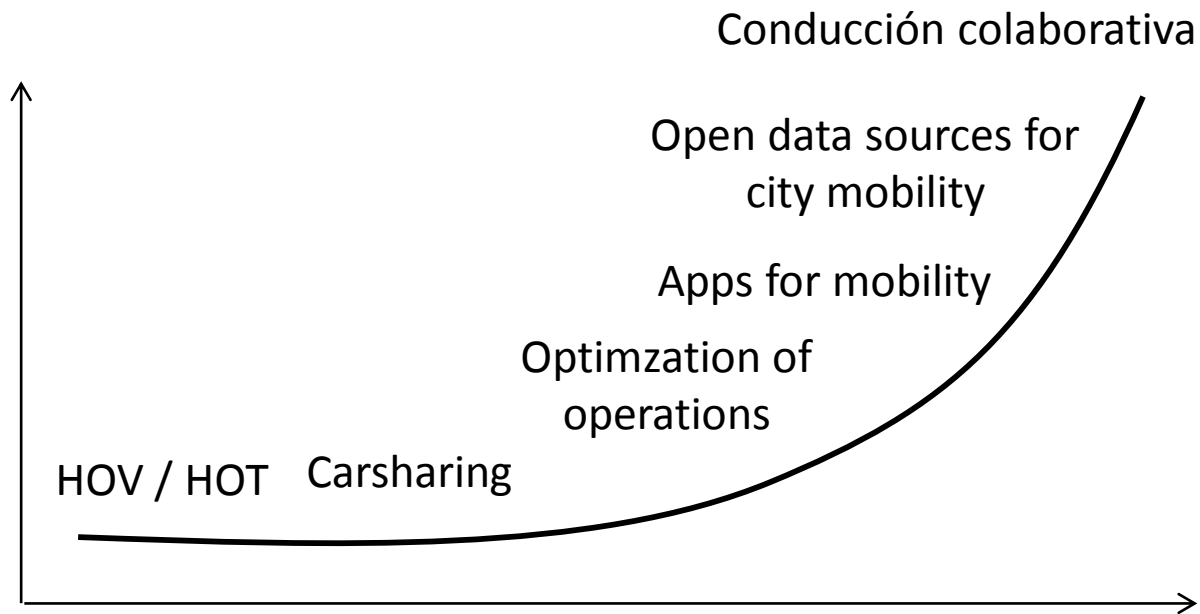 Conducción colaborativa
Open data sources for
city mobility
Apps for mobility
Optimzation of
operations
HOV / HOT
Carsharing